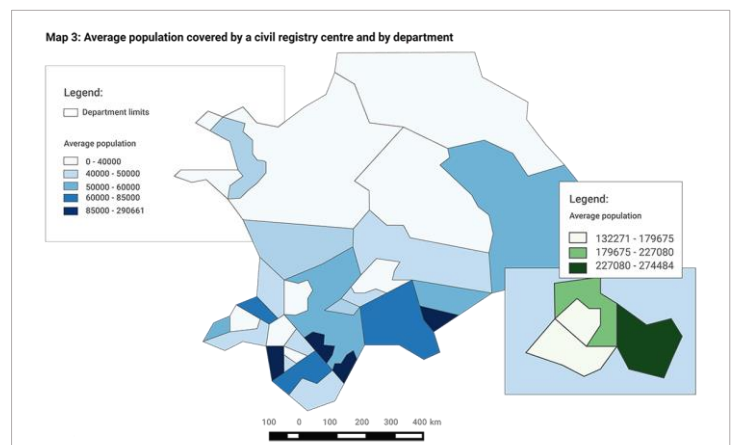 Map 3: Average population covered by a civil registry centre and by department
Legend:
Department limits
Average population
0 - 40000
40000 - 50000
50000 - 60000
60000 - 85000
85000 - 290661
Legend:
Average population
132271 - 179675
179675 - 227080
227080 - 274484
100 0 100 200 300 400 km